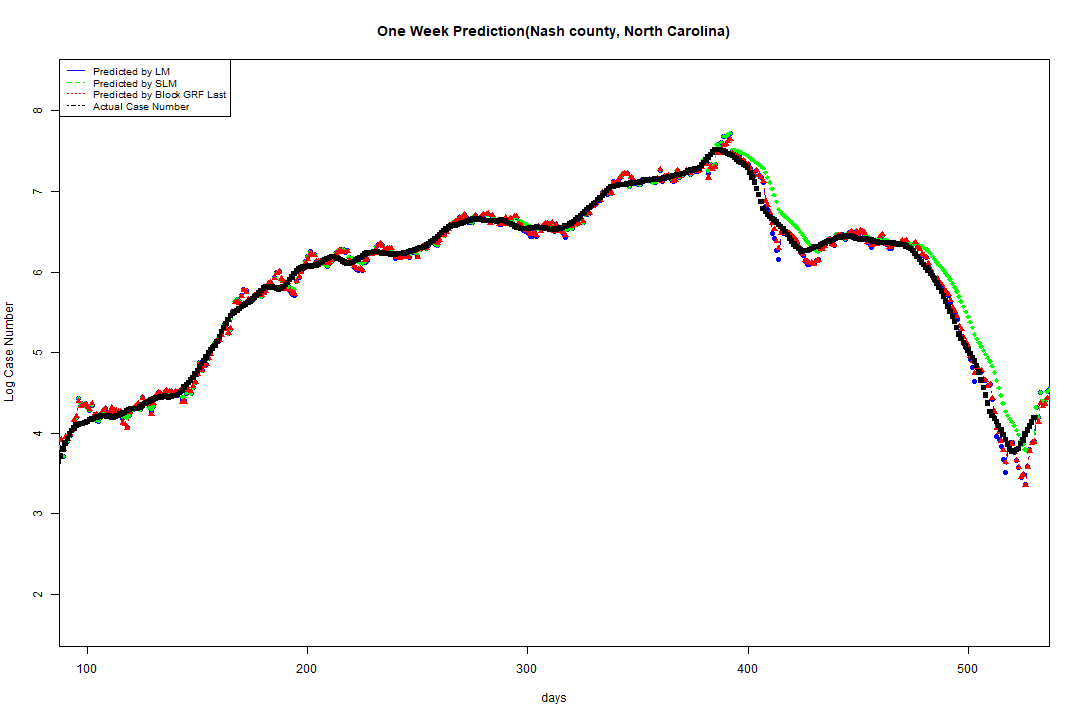 One Week Prediction(Nash county, North Carolina)
Predicted by LM
Predicted by SLM
Predicted by Block GRF Last
Actual Case Number
8
7
6
5
4
3
2
Log Case Number
100 200 300 400 500
days